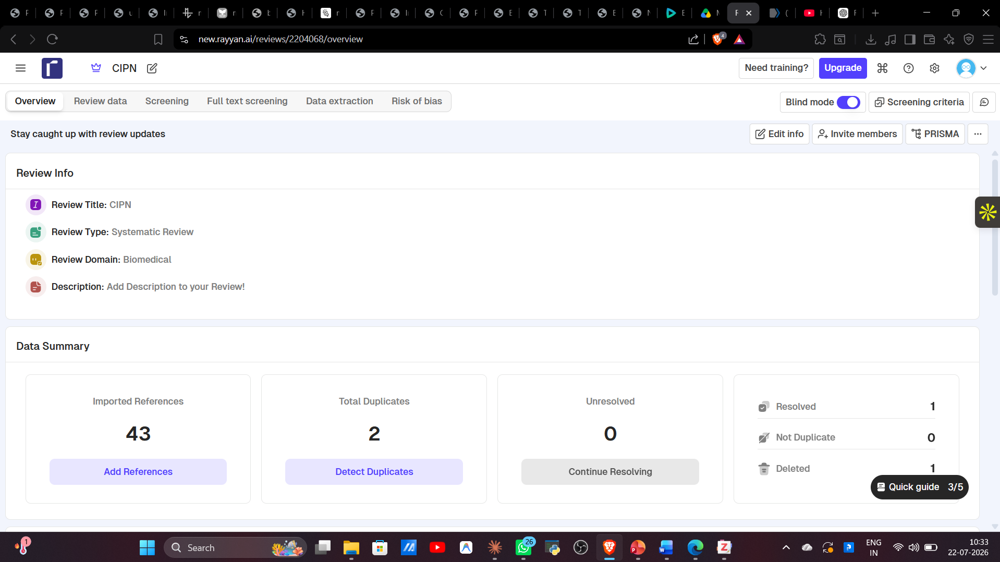 new.rayyan.ai/reviews/2204068/overview
4
CIPN
Need training?
Upgrade
Overview
Review data
Screening
Full text screening
Data extraction
Risk of bias
Blind mode
Screening criteria
Stay caught up with review updates
Edit info
Invite members
PRISMA
Review Info
Review Title: CIPN
Review Type: Systematic Review
Review Domain: Biomedical
Description: Add Description to your Review!
Data Summary
Imported References
43
Add References
Total Duplicates
2
Detect Duplicates
Unresolved
0
Continue Resolving
Resolved 1
Not Duplicate 0
Deleted 1
Quick guide 3/5
1
Search
26
ENG
IN
10:33
22-07-2026